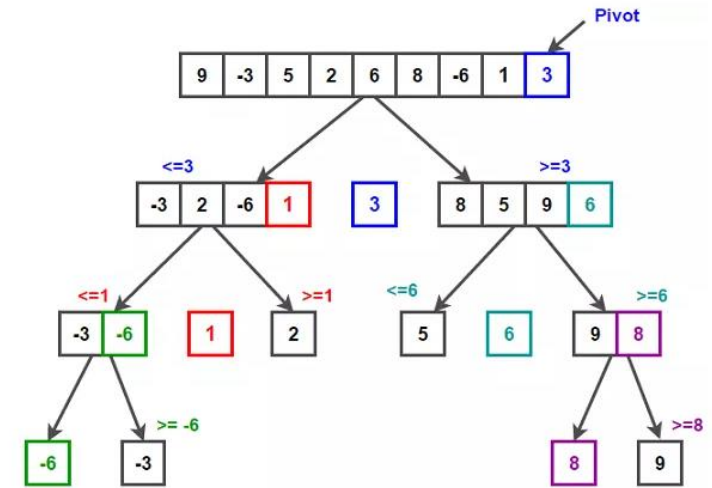 Pivot
9 -3 5 2 6 8 -6 1 3
<=3 >=3
-3 2 -6 1 3 8 5 9 6
<=1 >=1 <=6 >=6
-3 -6 1 2 5 6 9 8
>= -6 >=8
-6 -3 8 9